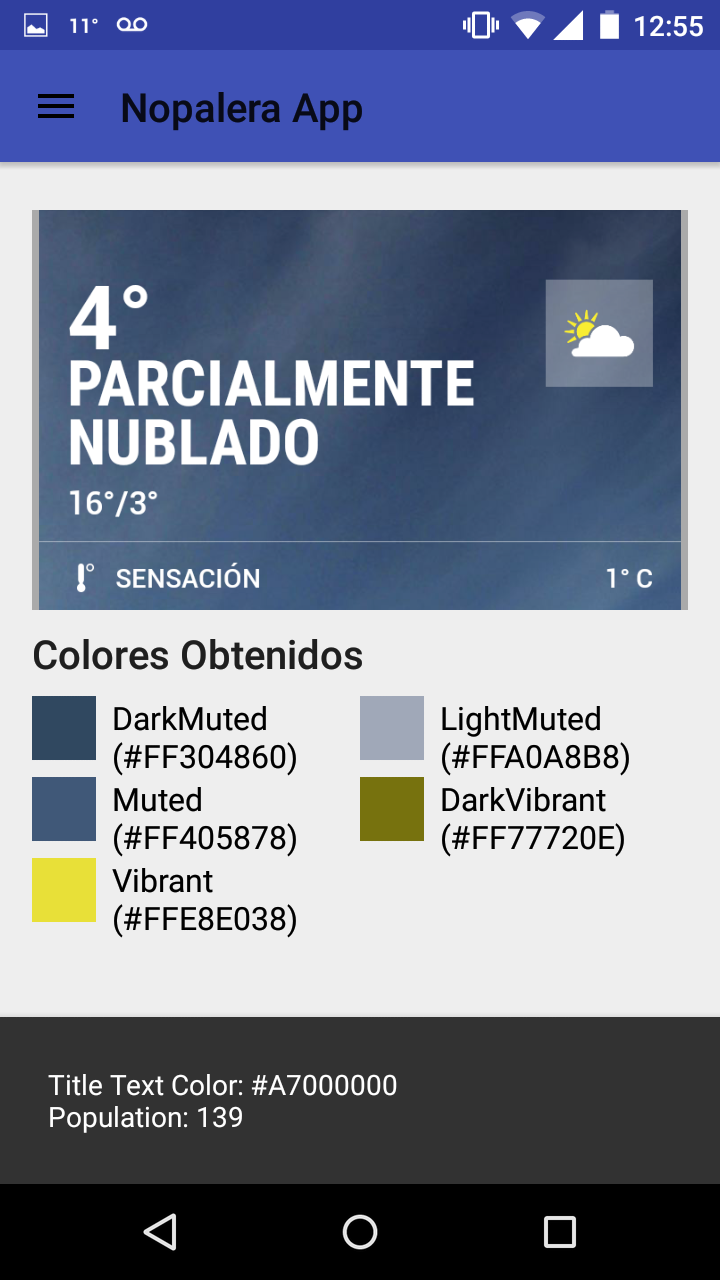 11°
12:55
Nopalera App
4°
PARCIALMENTE
NUBLADO
16°/3°
SENSACIÓN 1° C
Colores Obtenidos
DarkMuted
(#FF304860)
LightMuted
(#FFA0A8B8)
Muted
(#FF405878)
DarkVibrant
(#FF77720E)
Vibrant
(#FFE8E038)
Title Text Color: #A7000000
Population: 139